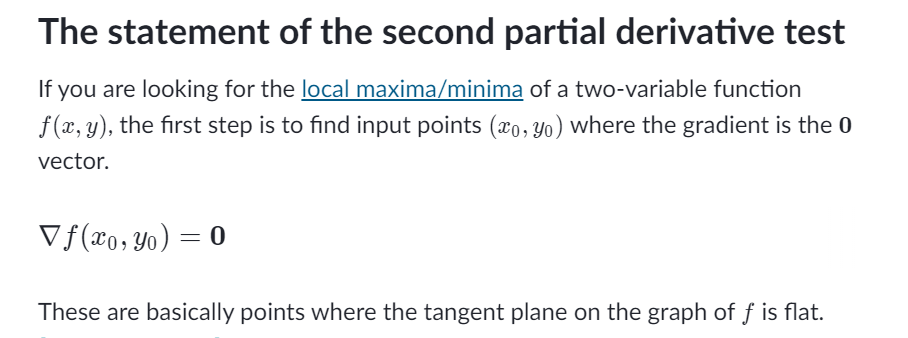 The statement of the second partial derivative test
If you are looking for the local maxima/minima of a two-variable function
f(x, y), the first step is to find input points (x₀, y₀) where the gradient is the 0
vector.
∇f(x₀, y₀) = 0
These are basically points where the tangent plane on the graph of f is flat.